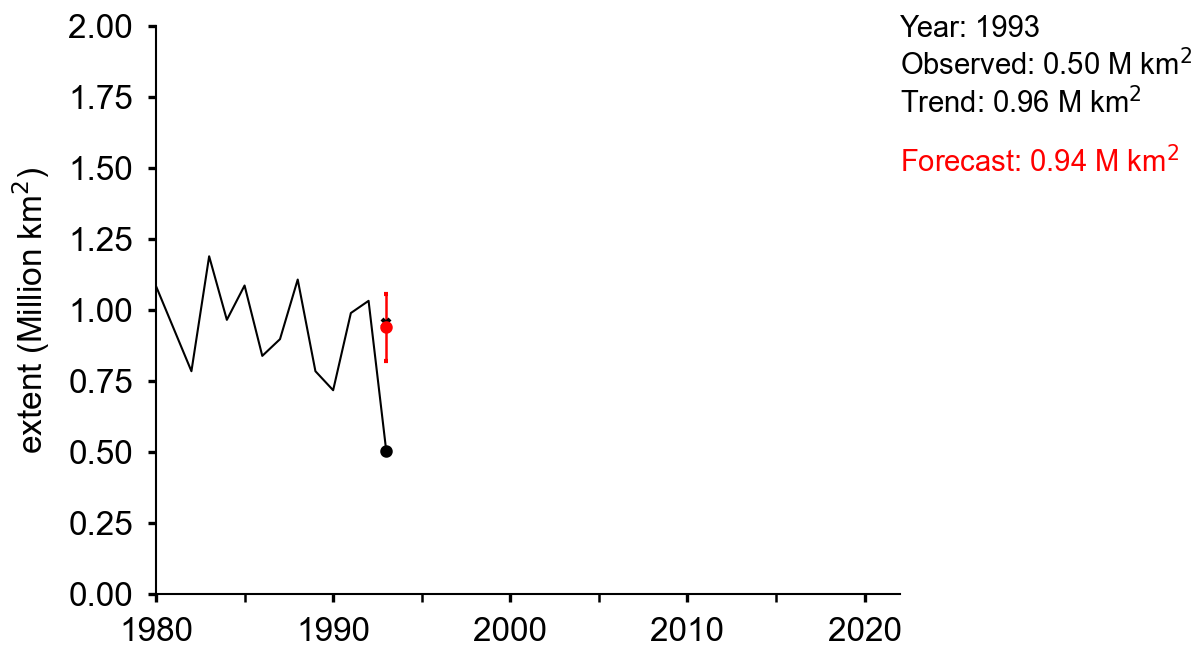 2.00
1.75
1.50
1.25
1.00
0.75
0.50
0.25
0.00
extent (Million km²)
1980 1990 2000 2010 2020
Year: 1993
Observed: 0.50 M km²
Trend: 0.96 M km²
Forecast: 0.94 M km²